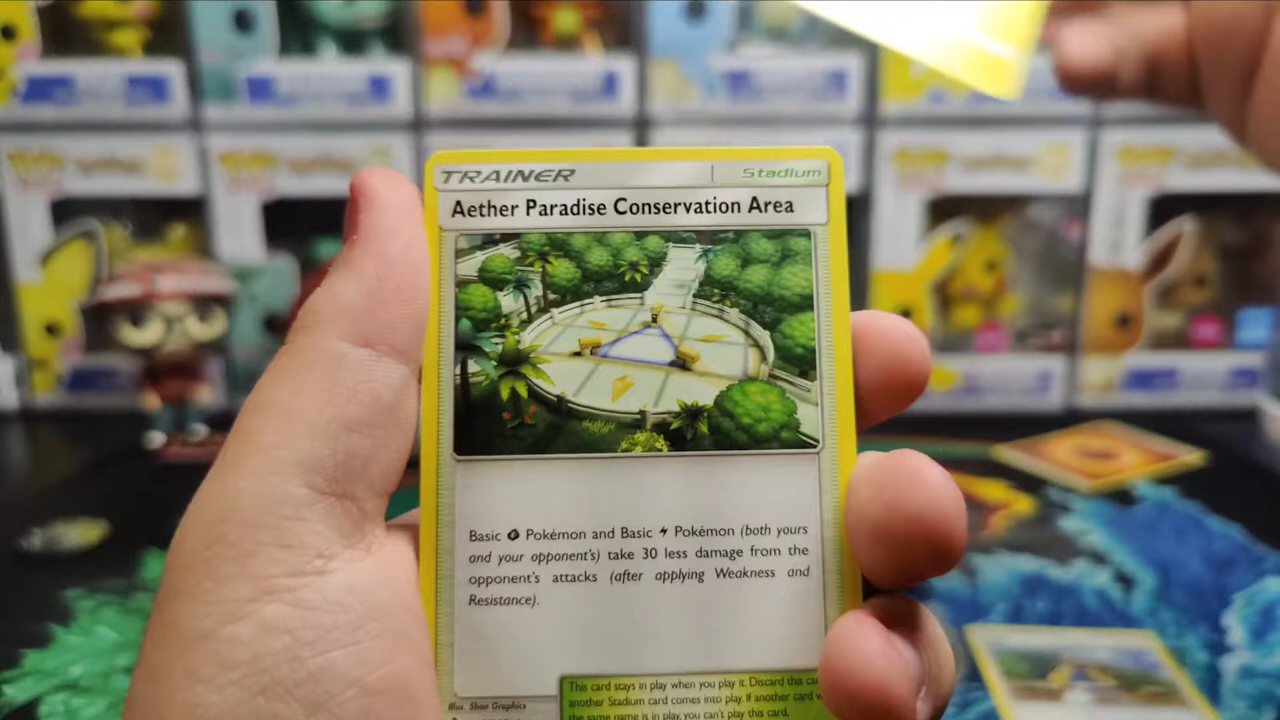 TRAINER
Stadium
Aether Paradise Conservation Area
Basic Pokémon and Basic Pokémon (both yours
and your opponent's) take 30 less damage from the
opponent's attacks (after applying Weakness and
Resistance).
This card stays in play when you play it. Discard this
another Stadium card comes into play. If another card
the same name is in play, you can't play this card.
Illus. Shan Graphics